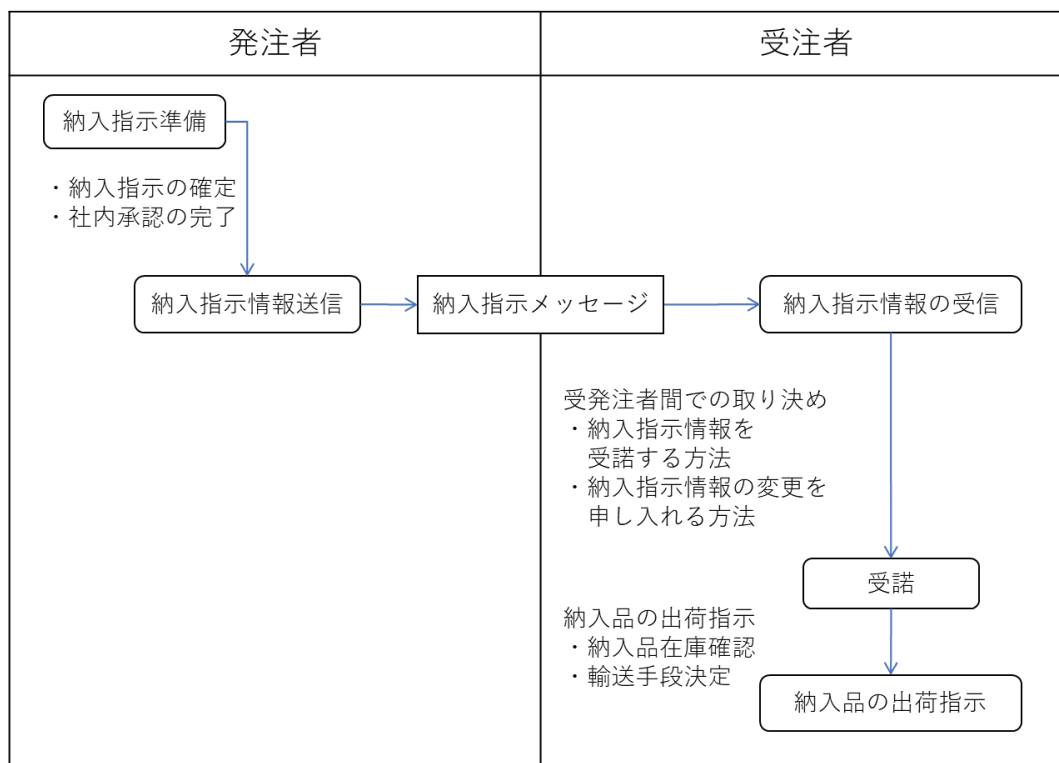 発注者
受注者
納入指示準備
・納入指示の確定
・社内承認の完了
納入指示情報送信
納入指示メッセージ
納入指示情報の受信
受発注者間での取り決め
・納入指示情報を
受諾する方法
・納入指示情報の変更を
申し入れる方法
受諾
納入品の出荷指示
・納入品在庫確認
・輸送手段決定
納入品の出荷指示